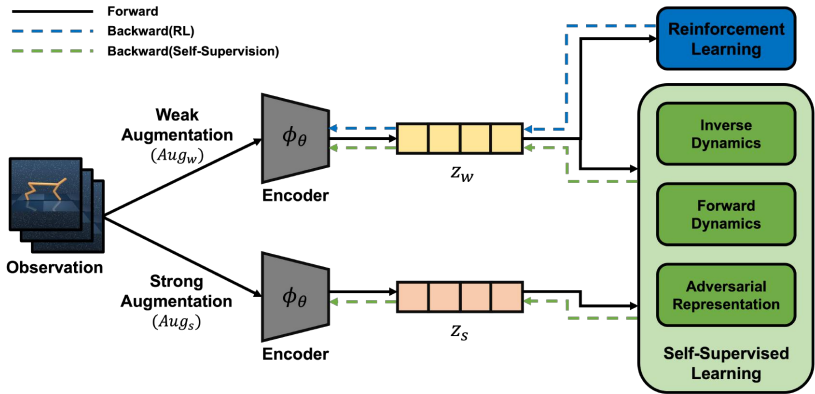 Forward
Backward(RL)
Backward(Self-Supervision)
Reinforcement
Learning
Weak
Augmentation
(Aug_w)
ϕ_θ
Encoder
z_w
Inverse
Dynamics
Forward
Dynamics
Observation
Strong
Augmentation
(Aug_s)
ϕ_θ
Encoder
z_s
Adversarial
Representation
Self-Supervised
Learning